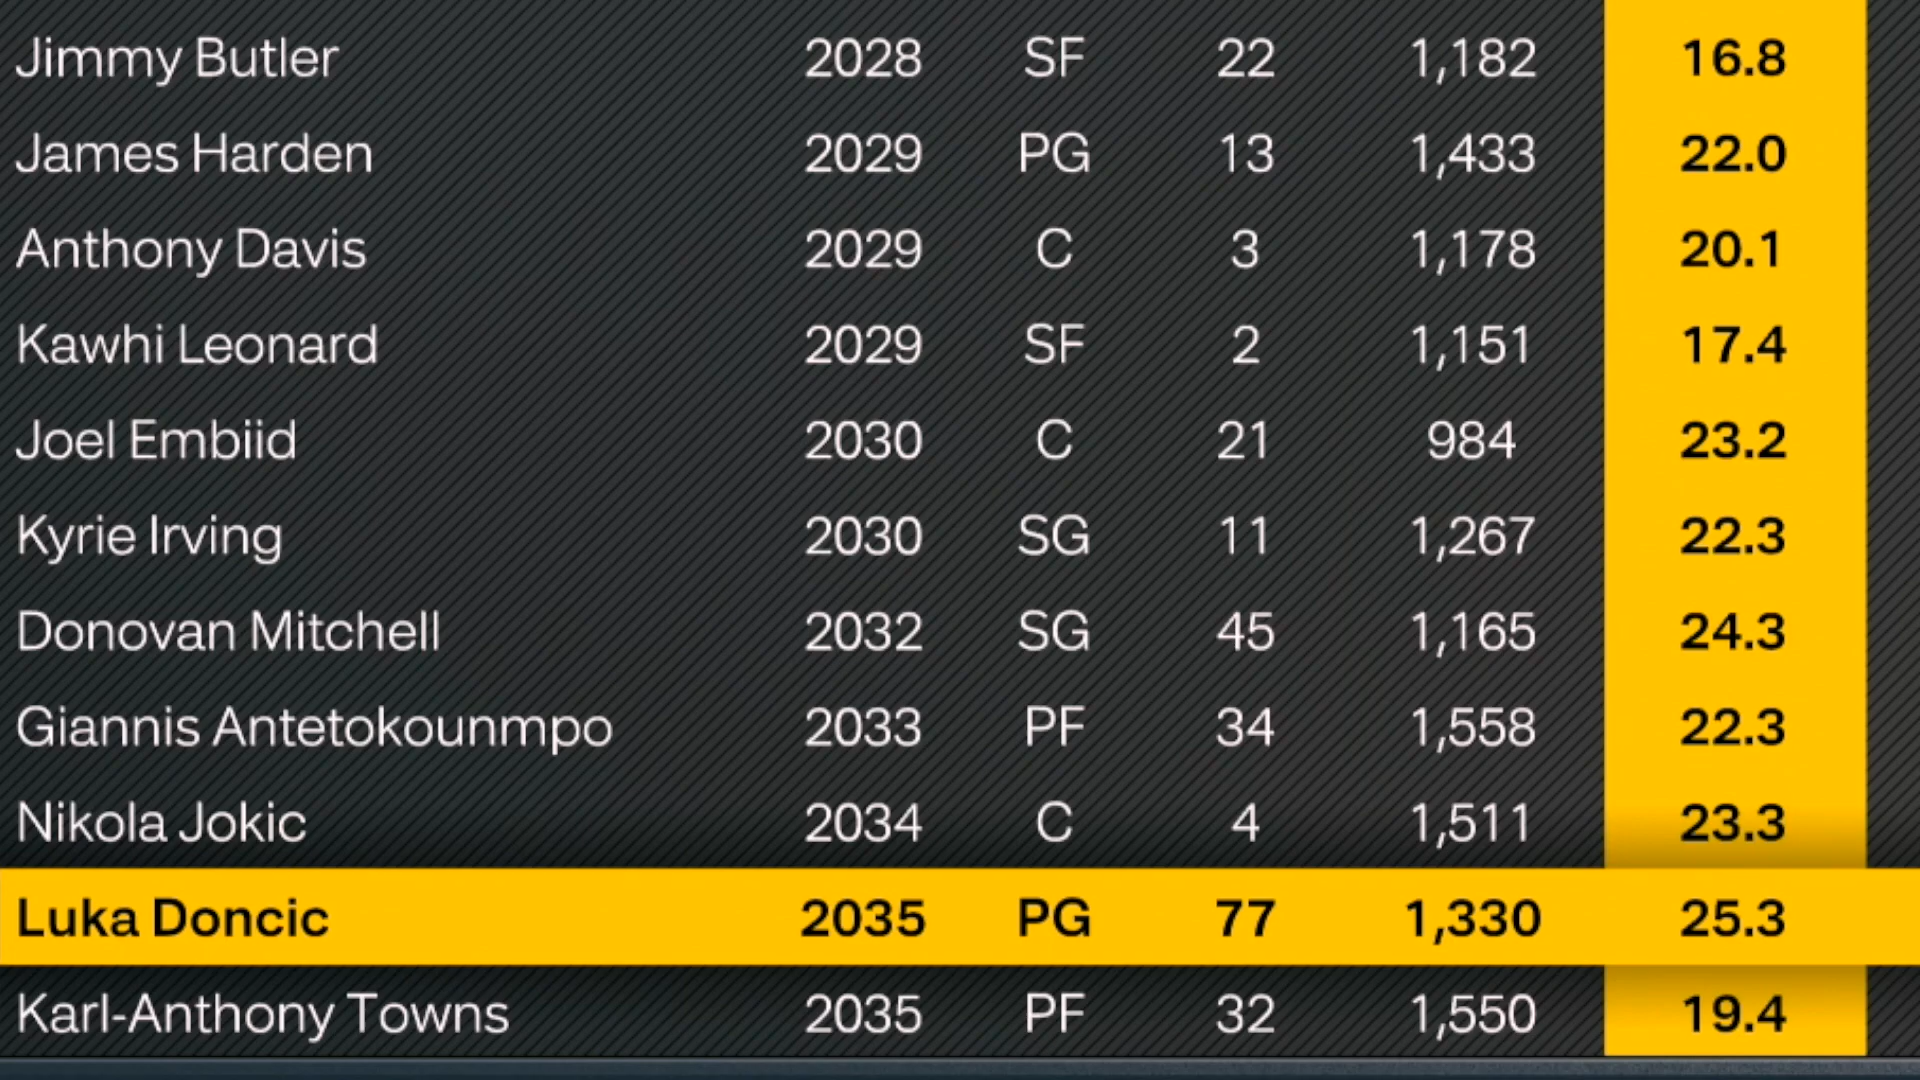 Jimmy Butler 2028 SF 22 1,182 16.8
James Harden 2029 PG 13 1,433 22.0
Anthony Davis 2029 C 3 1,178 20.1
Kawhi Leonard 2029 SF 2 1,151 17.4
Joel Embiid 2030 C 21 984 23.2
Kyrie Irving 2030 SG 11 1,267 22.3
Donovan Mitchell 2032 SG 45 1,165 24.3
Giannis Antetokounmpo 2033 PF 34 1,558 22.3
Nikola Jokic 2034 C 4 1,511 23.3
Luka Doncic 2035 PG 77 1,330 25.3
Karl-Anthony Towns 2035 PF 32 1,550 19.4